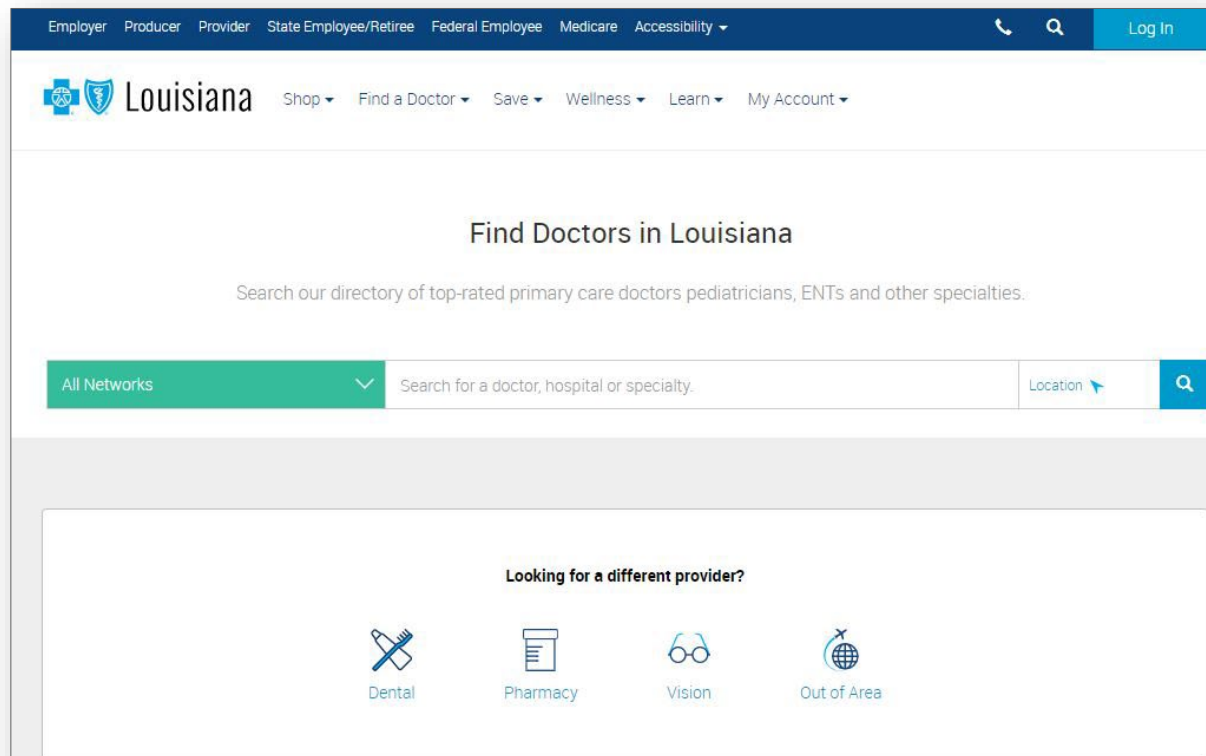 Employer Producer Provider State Employee/Retiree Federal Employee Medicare Accessibility Log In
Louisiana Shop Find a Doctor Save Wellness Learn My Account
Find Doctors in Louisiana
Search our directory of top-rated primary care doctors pediatricians, ENTs and other specialties.
All Networks Search for a doctor, hospital or specialty. Location
Looking for a different provider?
Dental Pharmacy Vision Out of Area